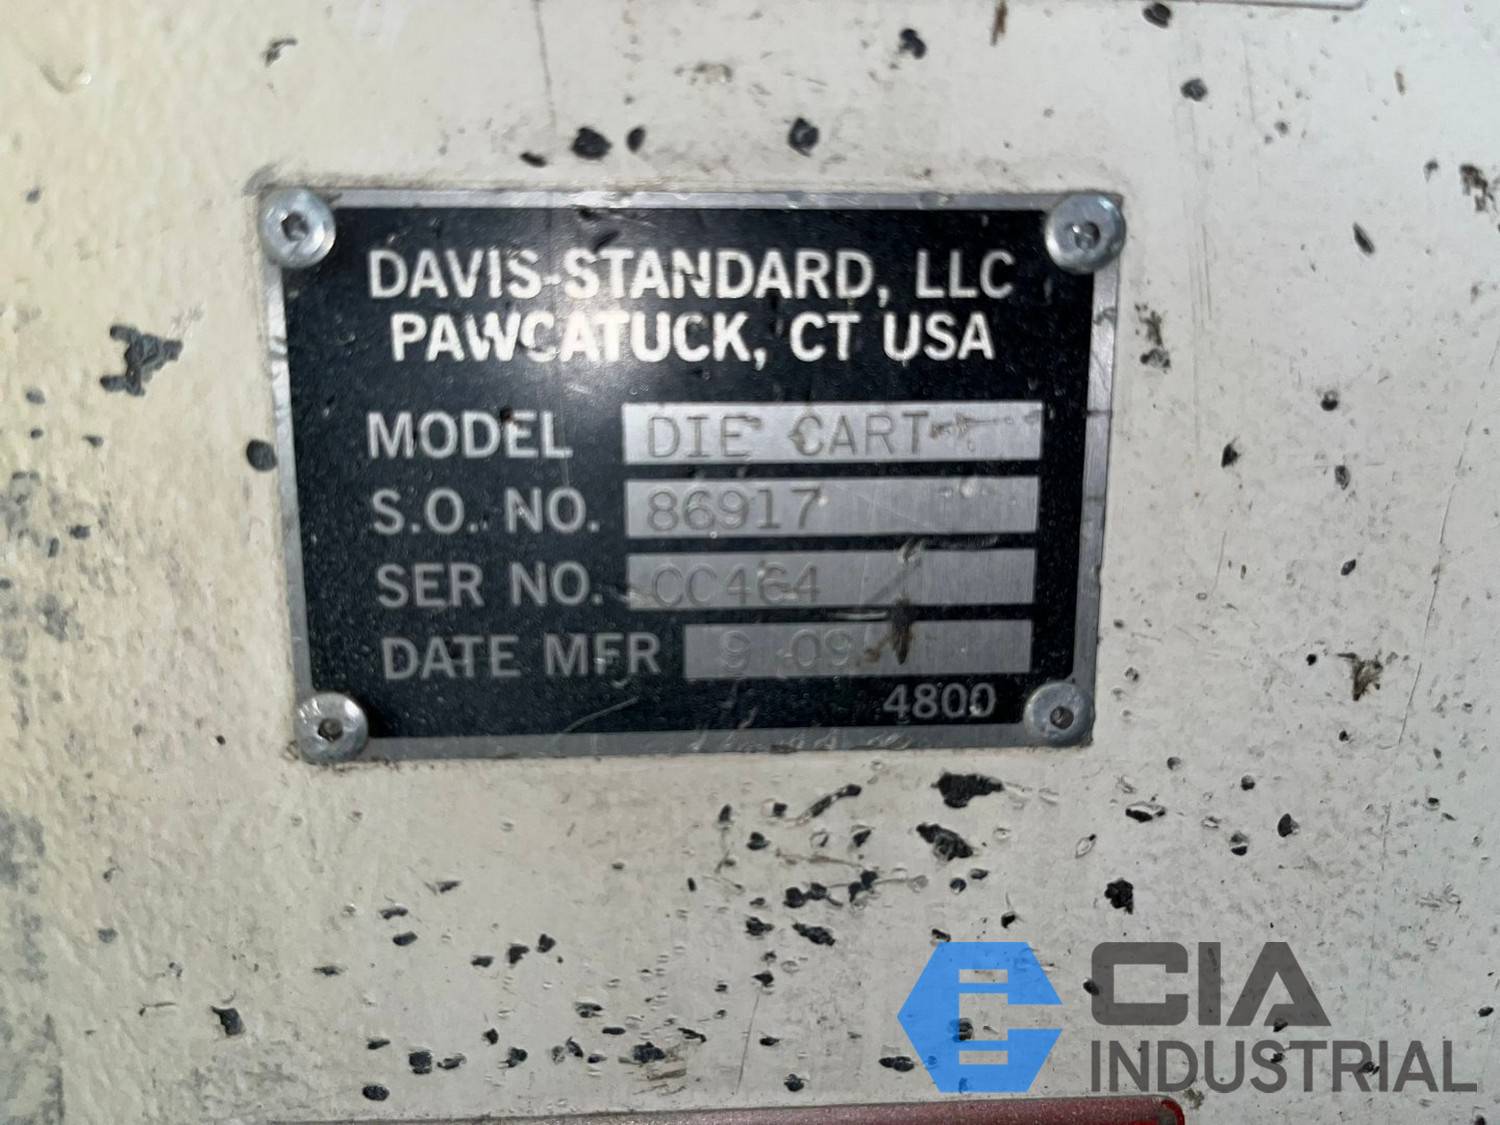 DAVIS-STANDARD, LLC
PAWCATUCK, CT USA
MODEL DIE CART
S.O. NO. 86917
SER NO. CC464
DATE MFR 9 09
4800
CIA
INDUSTRIAL